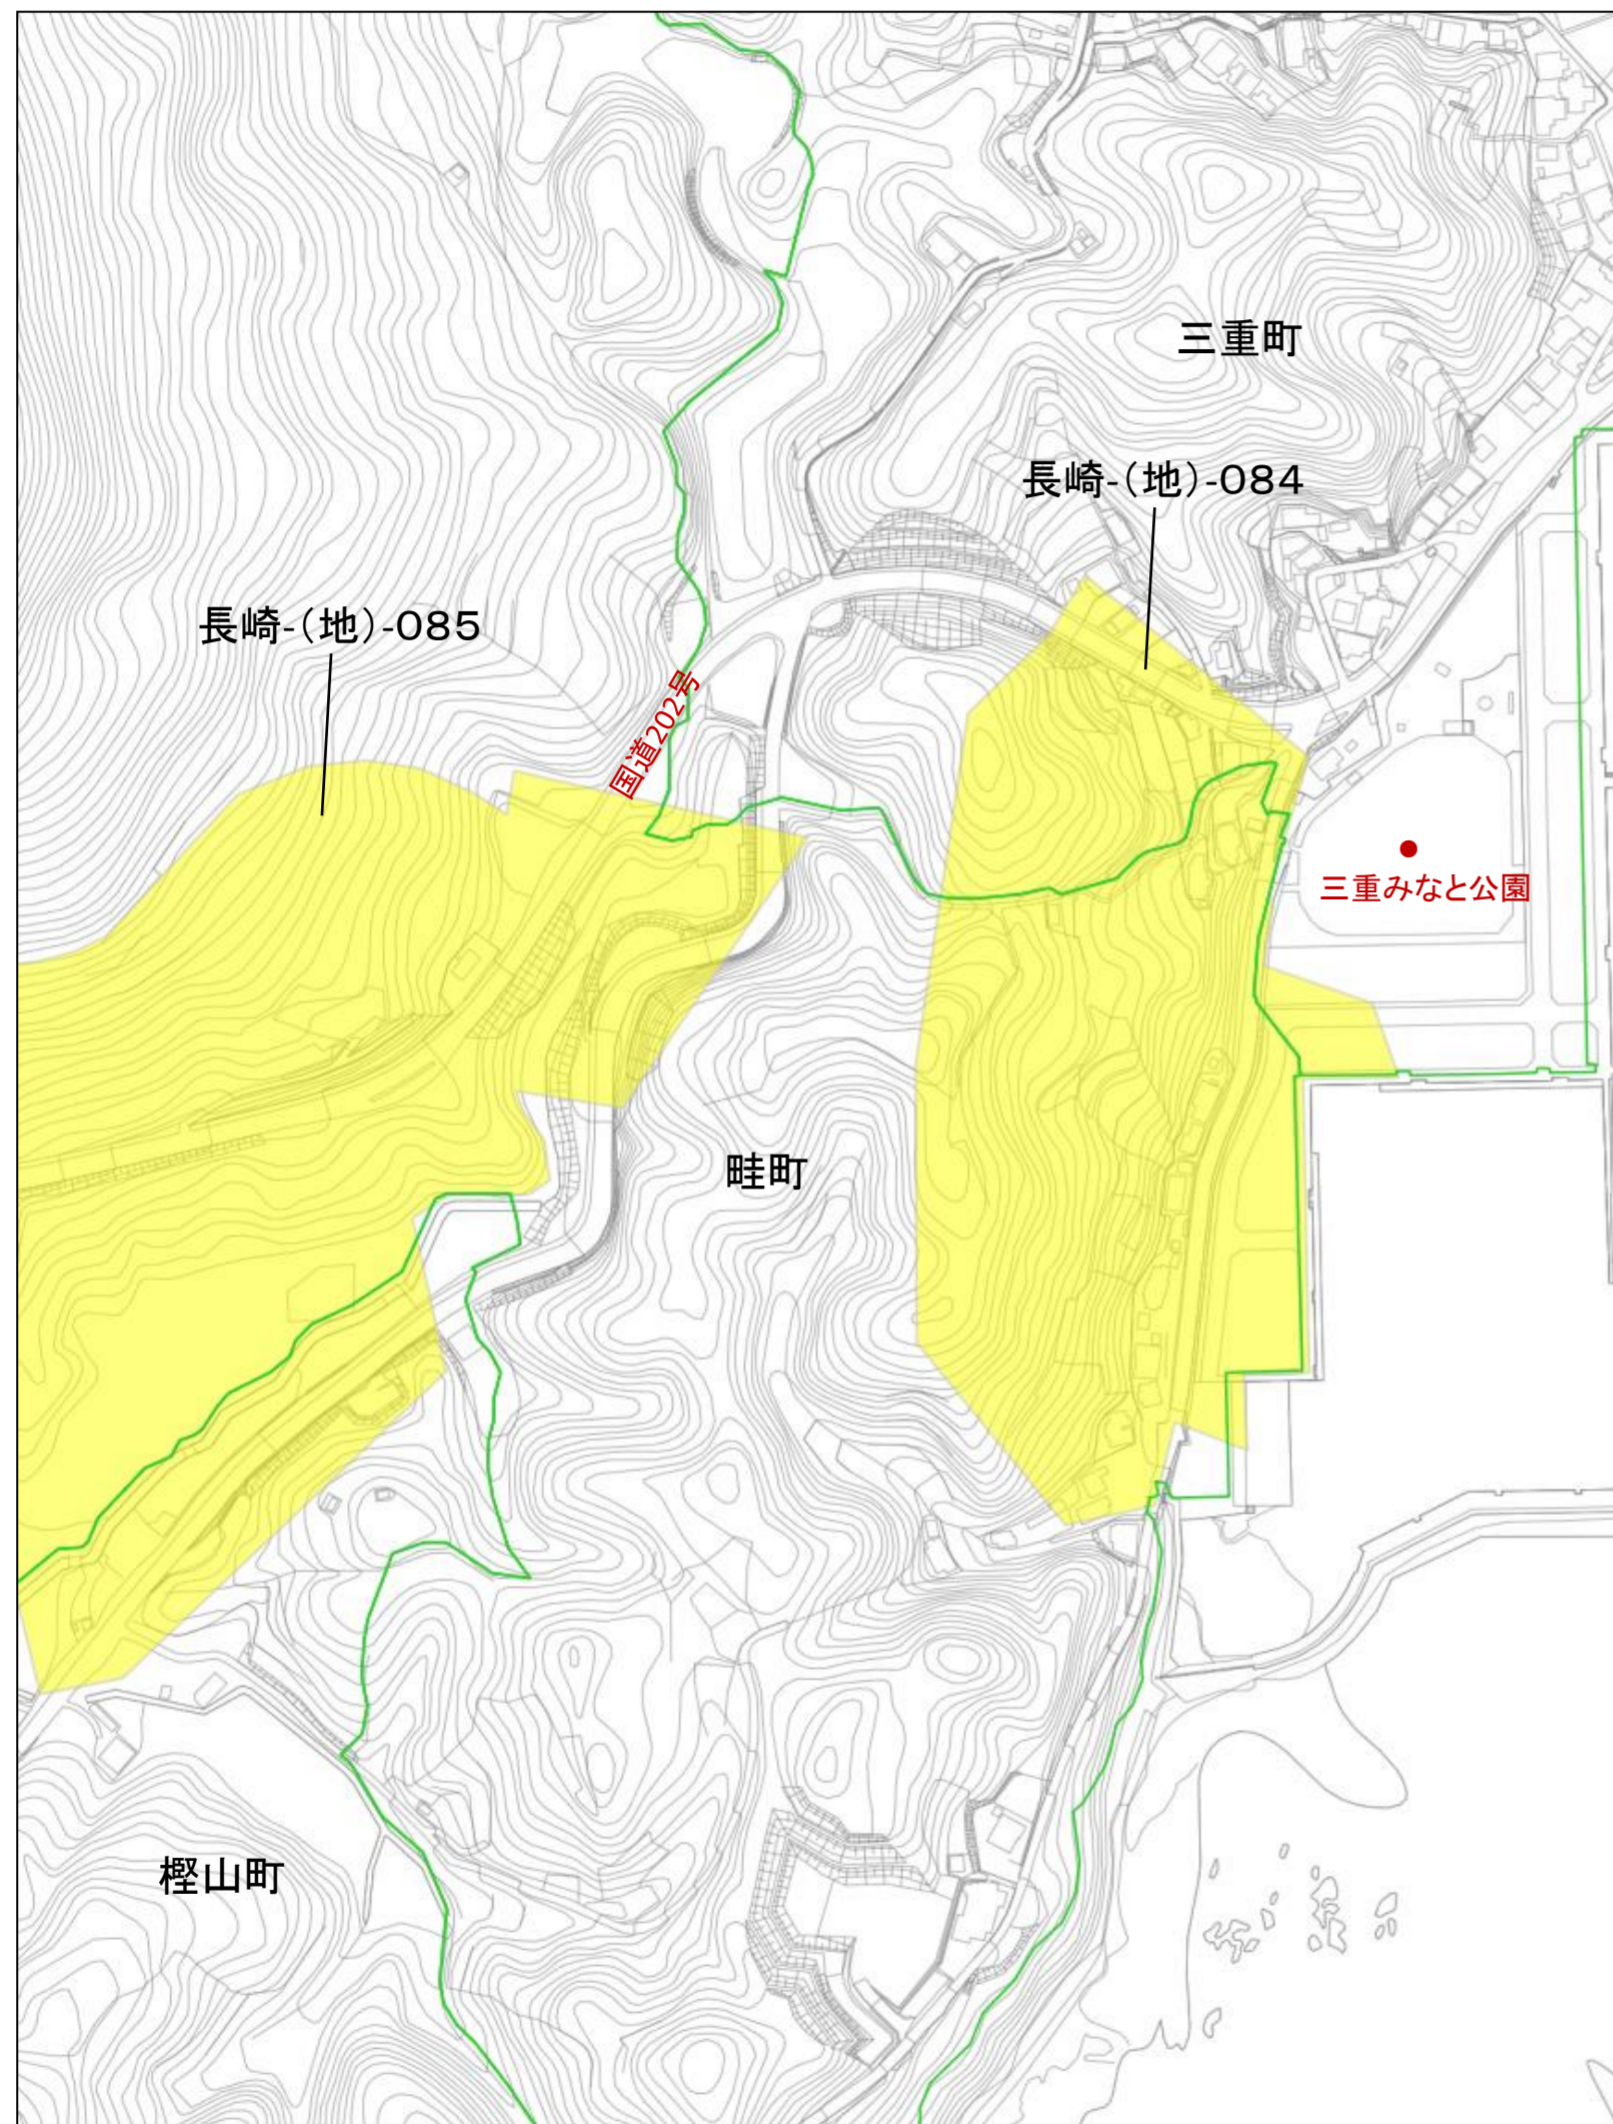 三重町
長崎-(地)-084
長崎-(地)-085
国道202号
三重みなと公園
畦町
樫山町